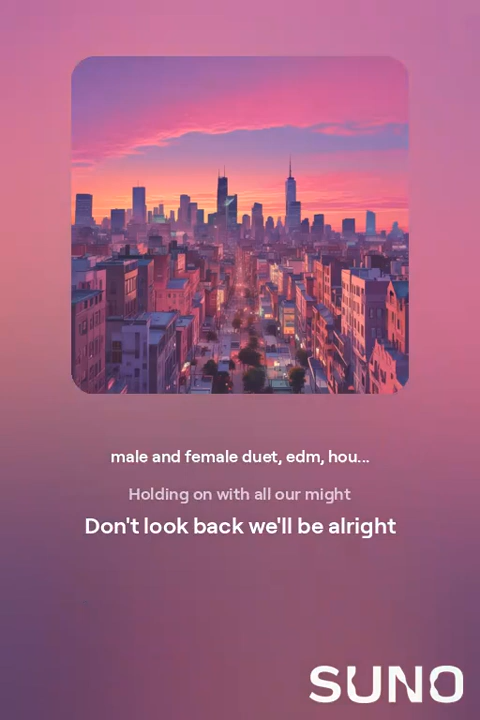 male and female duet, edm, hou...
Holding on with all our might
Don't look back we'll be alright
SUNO